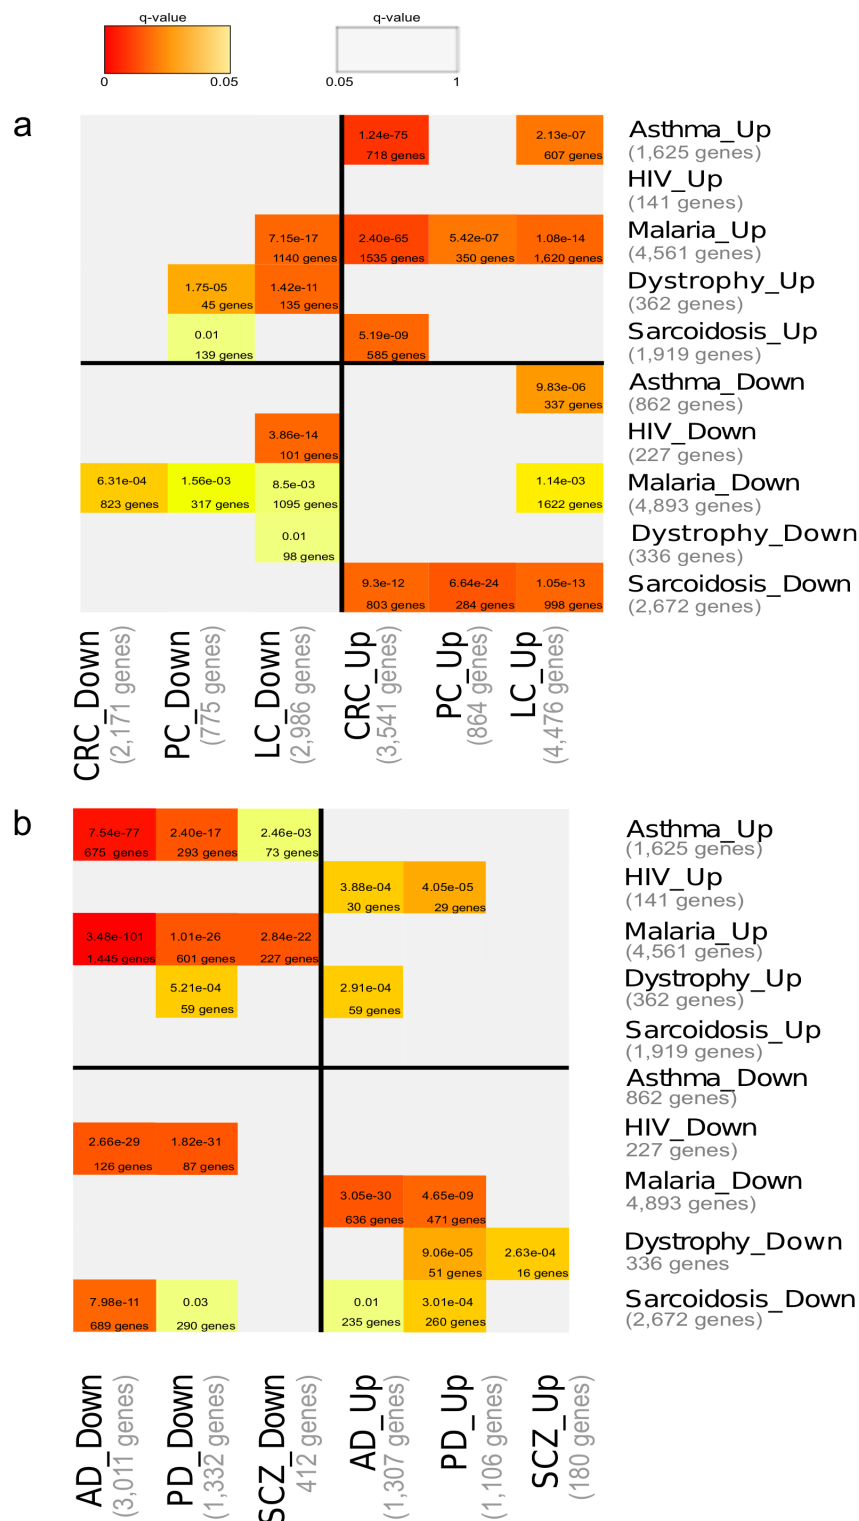 q-value
q-value
0
0.05
0.05
1
a
1.24e-75
718 genes
2.13e-07
607 genes
Asthma_Up
(1,625 genes)
HIV_Up
(141 genes)
7.15e-17
1140 genes
2.40e-65
1535 genes
5.42e-07
350 genes
1.08e-14
1,620 genes
Malaria_Up
(4,561 genes)
1.75-05
45 genes
1.42e-11
135 genes
Dystrophy_Up
(362 genes)
0.01
139 genes
5.19e-09
585 genes
Sarcoidosis_Up
(1,919 genes)
9.83e-06
337 genes
Asthma_Down
(862 genes)
3.86e-14
101 genes
HIV_Down
(227 genes)
6.31e-04
823 genes
1.56e-03
317 genes
8.5e-03
1095 genes
1.14e-03
1622 genes
Malaria_Down
(4,893 genes)
0.01
98 genes
Dystrophy_Down
(336 genes)
9.3e-12
803 genes
6.64e-24
284 genes
1.05e-13
998 genes
Sarcoidosis_Down
(2,672 genes)
CRC_Down
(2,171 genes)
PC_Down
(775 genes)
LC_Down
(2,986 genes)
CRC_Up
(3,541 genes)
PC_Up
(864 genes)
LC_Up
(4,476 genes)
b
7.54e-77
675 genes
2.40e-17
293 genes
2.46e-03
73 genes
Asthma_Up
(1,625 genes)
3.88e-04
30 genes
4.05e-05
29 genes
HIV_Up
(141 genes)
3.48e-101
1,445 genes
1.01e-26
601 genes
2.84e-22
227 genes
Malaria_Up
(4,561 genes)
5.21e-04
59 genes
2.91e-04
59 genes
Dystrophy_Up
(362 genes)
Sarcoidosis_Up
(1,919 genes)
Asthma_Down
862 genes)
2.66e-29
126 genes
1.82e-31
87 genes
HIV_Down
227 genes)
3.05e-30
636 genes
4.65e-09
471 genes
Malaria_Down
4,893 genes)
9.06e-05
51 genes
2.63e-04
16 genes
Dystrophy_Down
336 genes
7.98e-11
689 genes
0.03
290 genes
0.01
235 genes
3.01e-04
260 genes
Sarcoidosis_Down
(2,672 genes)
AD_Down
(3,011 genes)
PD_Down
(1,332 genes)
SCZ_Down
412 genes)
AD_Up
(1,307 genes)
PD_Up
(1,106 genes)
SCZ_Up
(180 genes)